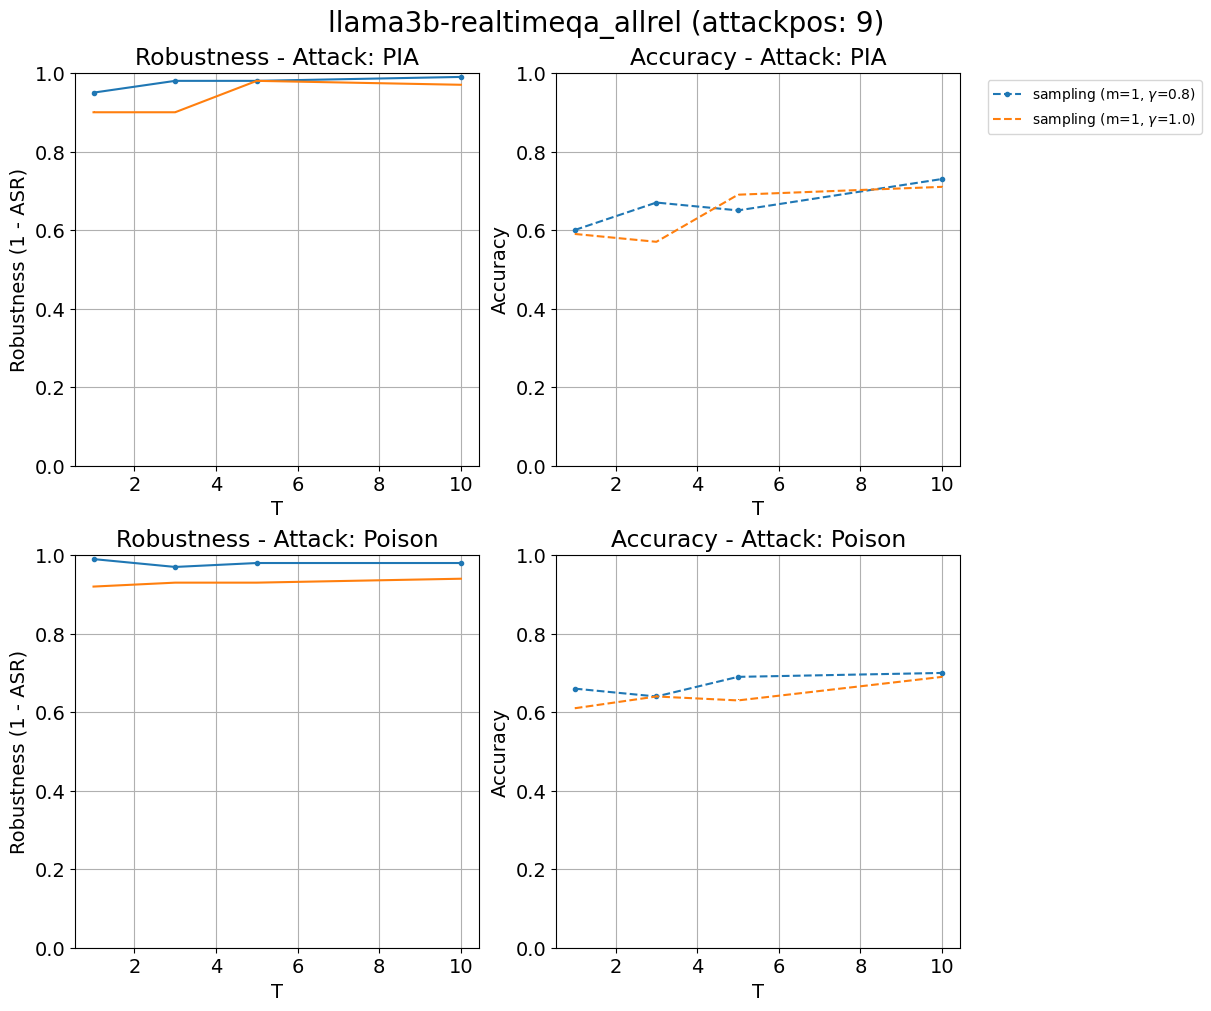 llama3b-realtimeqa_allrel (attackpos: 9)
Robustness - Attack: PIA
1.0
0.8
0.6
0.4
0.2
0.0
Robustness (1 - ASR)
2 4 6 8 10
T
Accuracy - Attack: PIA
1.0
0.8
0.6
0.4
0.2
0.0
Accuracy
2 4 6 8 10
T
sampling (m=1, γ=0.8)
sampling (m=1, γ=1.0)
Robustness - Attack: Poison
1.0
0.8
0.6
0.4
0.2
0.0
Robustness (1 - ASR)
2 4 6 8 10
T
Accuracy - Attack: Poison
1.0
0.8
0.6
0.4
0.2
0.0
Accuracy
2 4 6 8 10
T